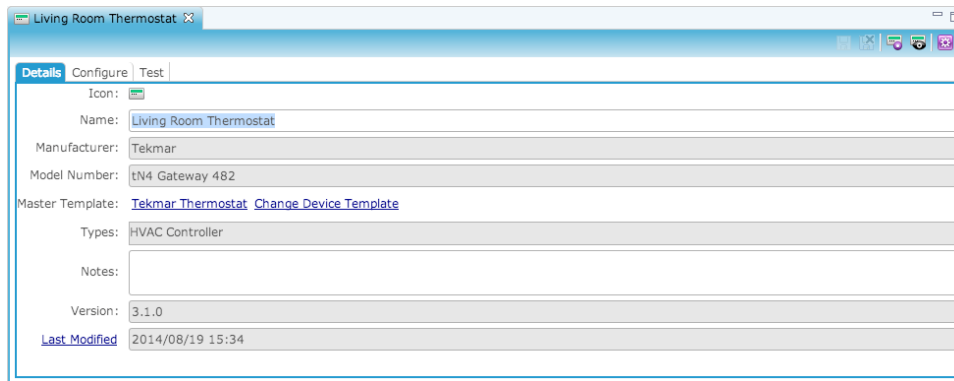 Living Room Thermostat
Details Configure Test
Icon:
Name: Living Room Thermostat
Manufacturer: Tekmar
Model Number: tN4 Gateway 482
Master Template: Tekmar Thermostat Change Device Template
Types: HVAC Controller
Notes:
Version: 3.1.0
Last Modified 2014/08/19 15:34